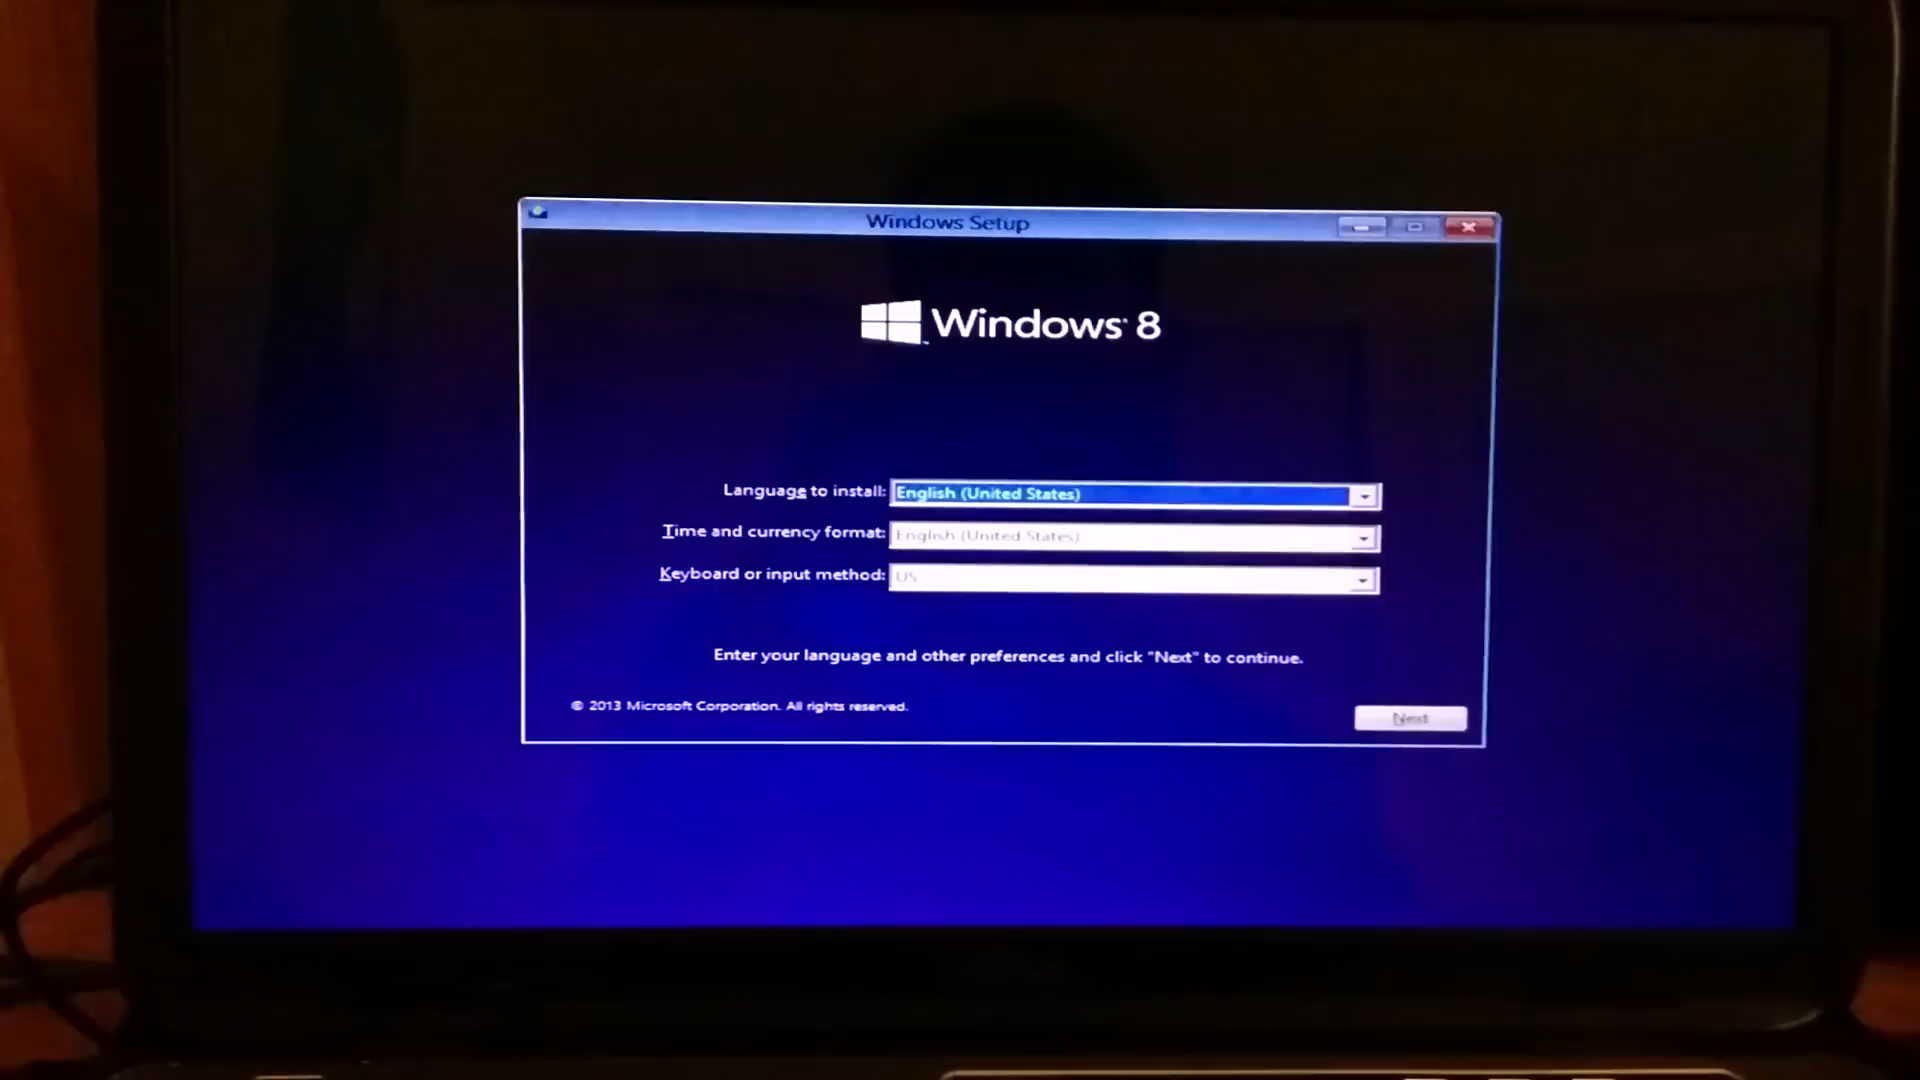 Windows Setup
Windows 8
Language to install: English (United States)
Time and currency format: English (United States)
Keyboard or input method: US
Enter your language and other preferences and click "Next" to continue.
© 2013 Microsoft Corporation. All rights reserved.
Next